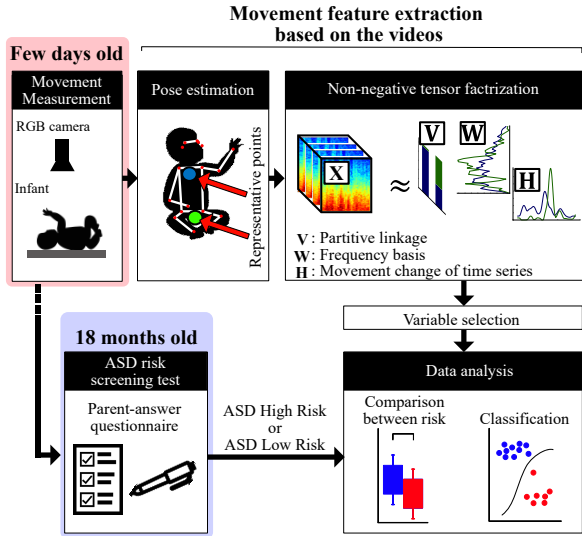 Movement feature extraction
based on the videos
Few days old
Movement
Measurement
RGB camera
Infant
Pose estimation
Representative points
Non-negative tensor factrization
X
≈
V
W
H
V : Partitive linkage
W : Frequency basis
H : Movement change of time series
Variable selection
18 months old
ASD risk
screening test
Parent-answer
questionnaire
ASD High Risk
or
ASD Low Risk
Data analysis
Comparison
between risk
Classification